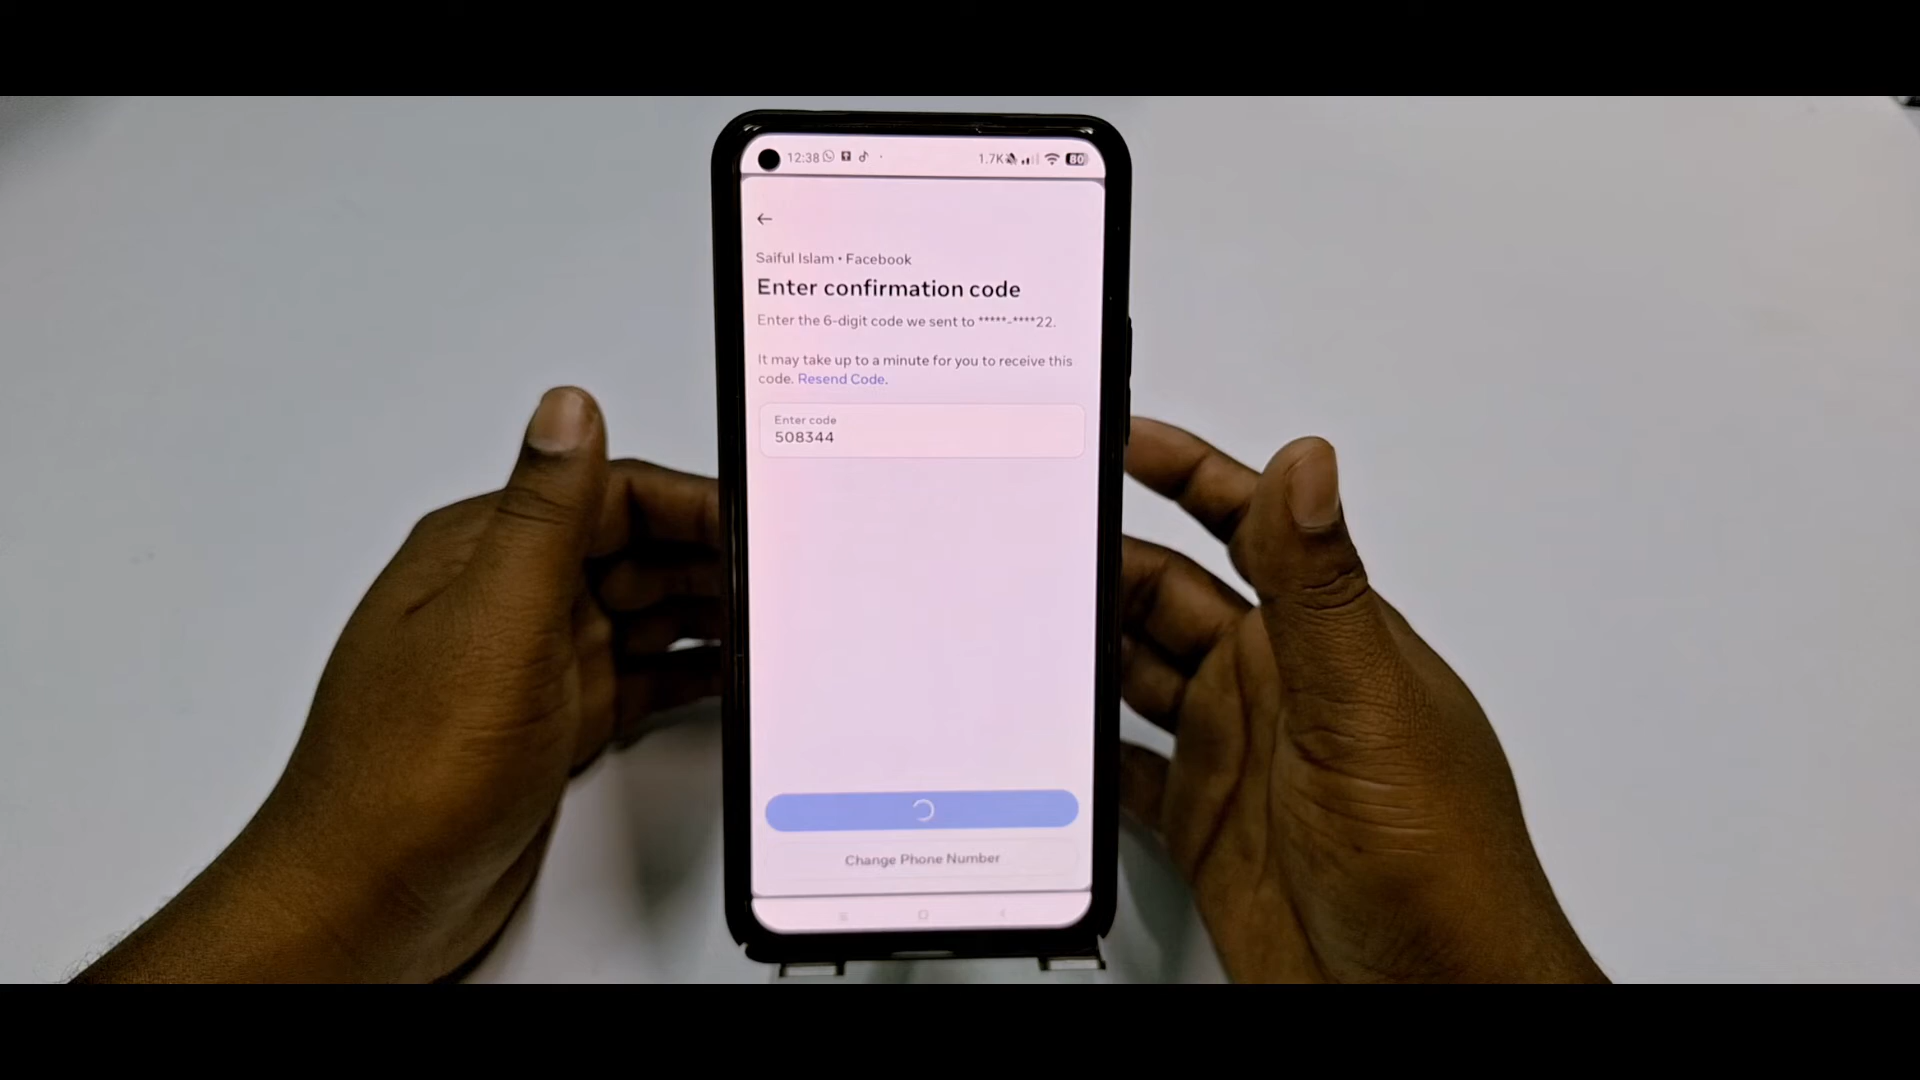 12:38 1.7K 80
Saiful Islam • Facebook
Enter confirmation code
Enter the 6-digit code we sent to *****-****22.
It may take up to a minute for you to receive this
code. Resend Code.
Enter code
508344
Change Phone Number